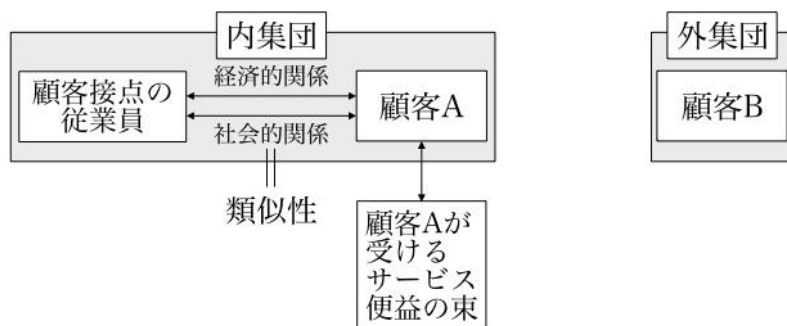 内集団
外集団
顧客接点の
従業員
経済的関係
社会的関係
顧客A
顧客B
類似性
顧客Aが
受ける
サービス
便益の束